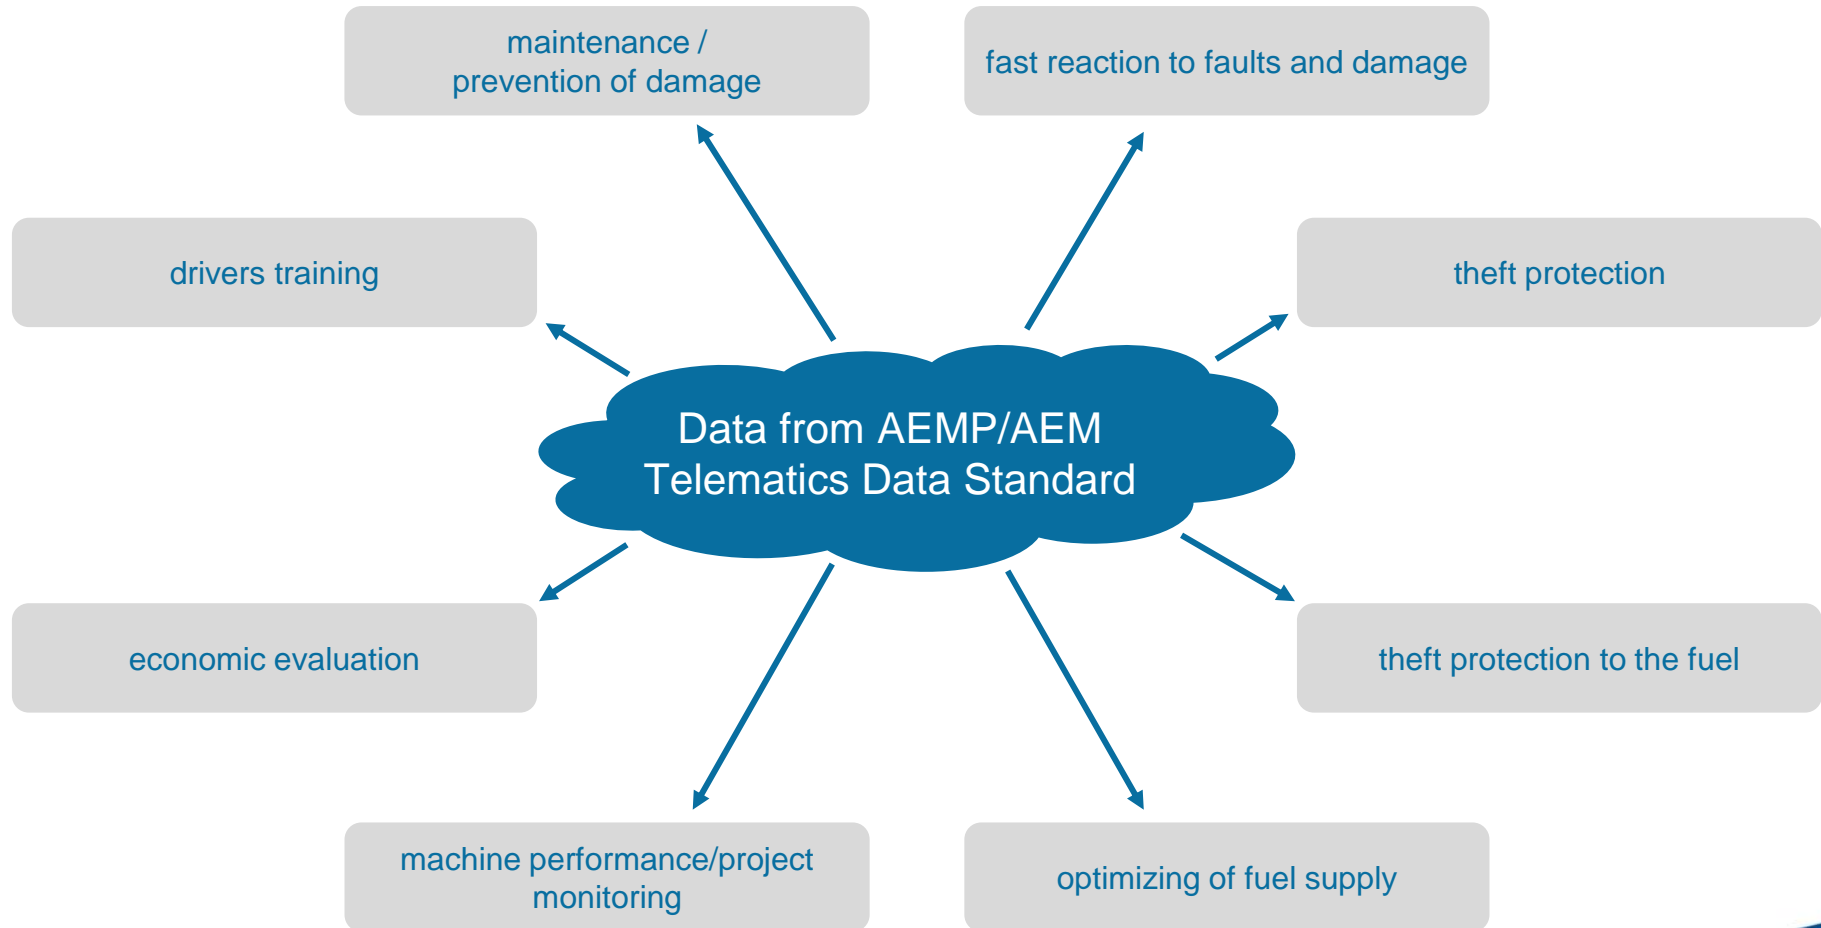 maintenance /
prevention of damage
fast reaction to faults and damage
drivers training
theft protection
Data from AEMP/AEM
Telematics Data Standard
economic evaluation
theft protection to the fuel
machine performance/project
monitoring
optimizing of fuel supply